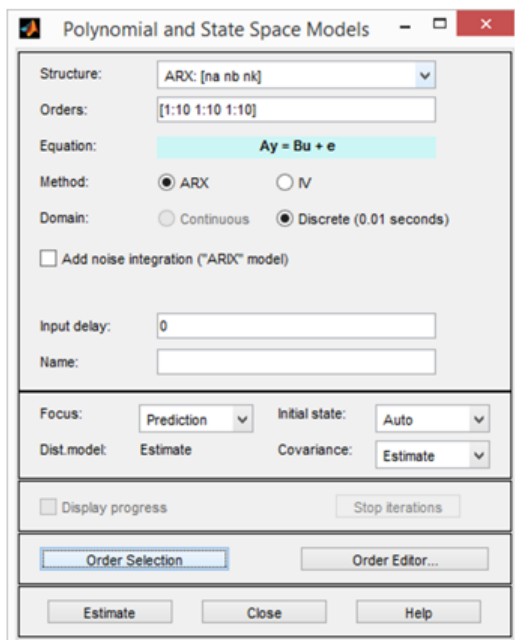 Polynomial and State Space Models
Structure: ARX: [na nb nk]
Orders: [1:10 1:10 1:10]
Equation: Ay = Bu + e
Method: ARX IV
Domain: Continuous Discrete (0.01 seconds)
Add noise integration ("ARIX" model)
Input delay: 0
Name:
Focus: Prediction Initial state: Auto
Dist.model: Estimate Covariance: Estimate
Display progress Stop iterations
Order Selection Order Editor...
Estimate Close Help